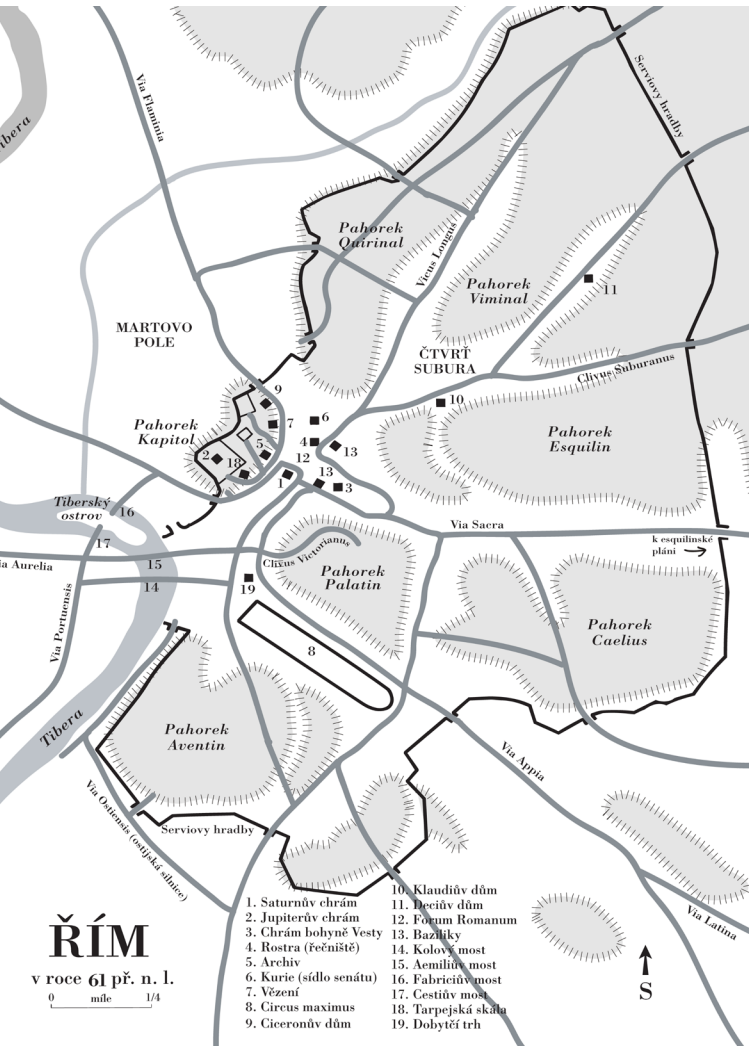 Via Flaminia
Serviovy hradby
Tibera
Pahorek
Quirinal
Vicus Longus
Pahorek
Viminal
11
MARTOVO
POLE
ČTVRŤ
SUBURA
Clivus Suburanus
9
10
Pahorek
Kapitol
7
6
4
13
Pahorek
Esquilin
2
5
18
12
1
13
3
Tiberský
ostrov
16
Via Sacra
17
k esquilinské
pláni
Via Aurelia
15
Clivus Victorianus
14
19
Pahorek
Palatin
Via Portuensis
8
Pahorek
Caelius
Tibera
Pahorek
Aventin
Via Appia
Via Ostiensis (ostijská silnice)
Serviovy hradby
Via Latina
ŘÍM
v roce 61 př. n. l.
0 míle 1/4
1. Saturnův chrám
2. Jupiterův chrám
3. Chrám bohyně Vesty
4. Rostra (řečniště)
5. Archiv
6. Kurie (sídlo senátu)
7. Vězení
8. Circus maximus
9. Ciceronův dům
10. Klaudiův dům
11. Deciův dům
12. Forum Romanum
13. Baziliky
14. Kolový most
15. Aemiliův most
16. Fabriciův most
17. Cestiův most
18. Tarpejská skála
19. Dobytčí trh
S